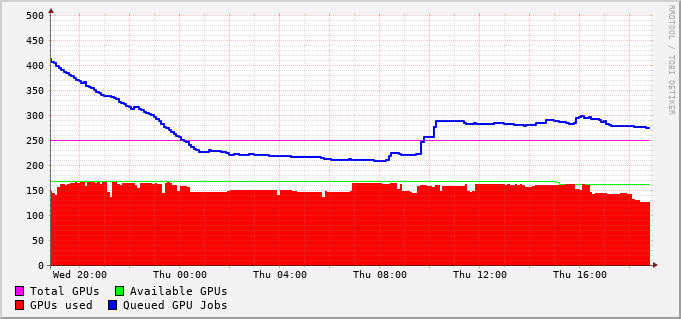 500
450
400
350
300
250
200
150
100
50
0
Wed 20:00 Thu 00:00 Thu 04:00 Thu 08:00 Thu 12:00 Thu 16:00
Total GPUs Available GPUs
GPUs used Queued GPU Jobs
RRDTOOL / TOBI OETIKER